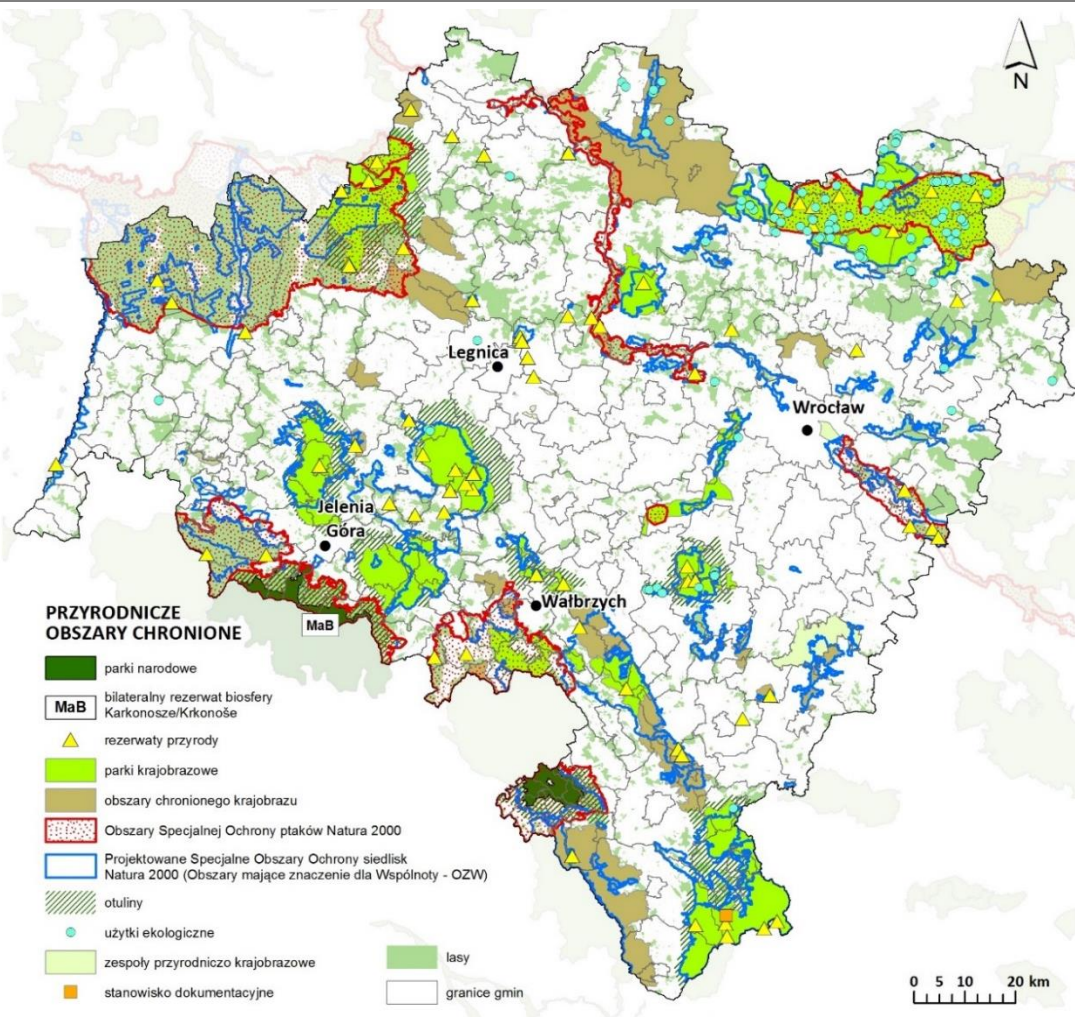 N
Legnica
Wrocław
Jelenia
Góra
Wałbrzych
MaB
PRZYRODNICZE
OBSZARY CHRONIONE
parki narodowe
MaB
bilateralny rezerwat biosfery
Karkonosze/Krkonoše
rezerwaty przyrody
parki krajobrazowe
obszary chronionego krajobrazu
Obszary Specjalnej Ochrony ptaków Natura 2000
Projektowane Specjalne Obszary Ochrony siedlisk
Natura 2000 (Obszary mające znaczenie dla Wspólnoty - OZW)
otuliny
użytki ekologiczne
zespoły przyrodniczo krajobrazowe
stanowisko dokumentacyjne
lasy
granice gmin
0 5 10 20 km